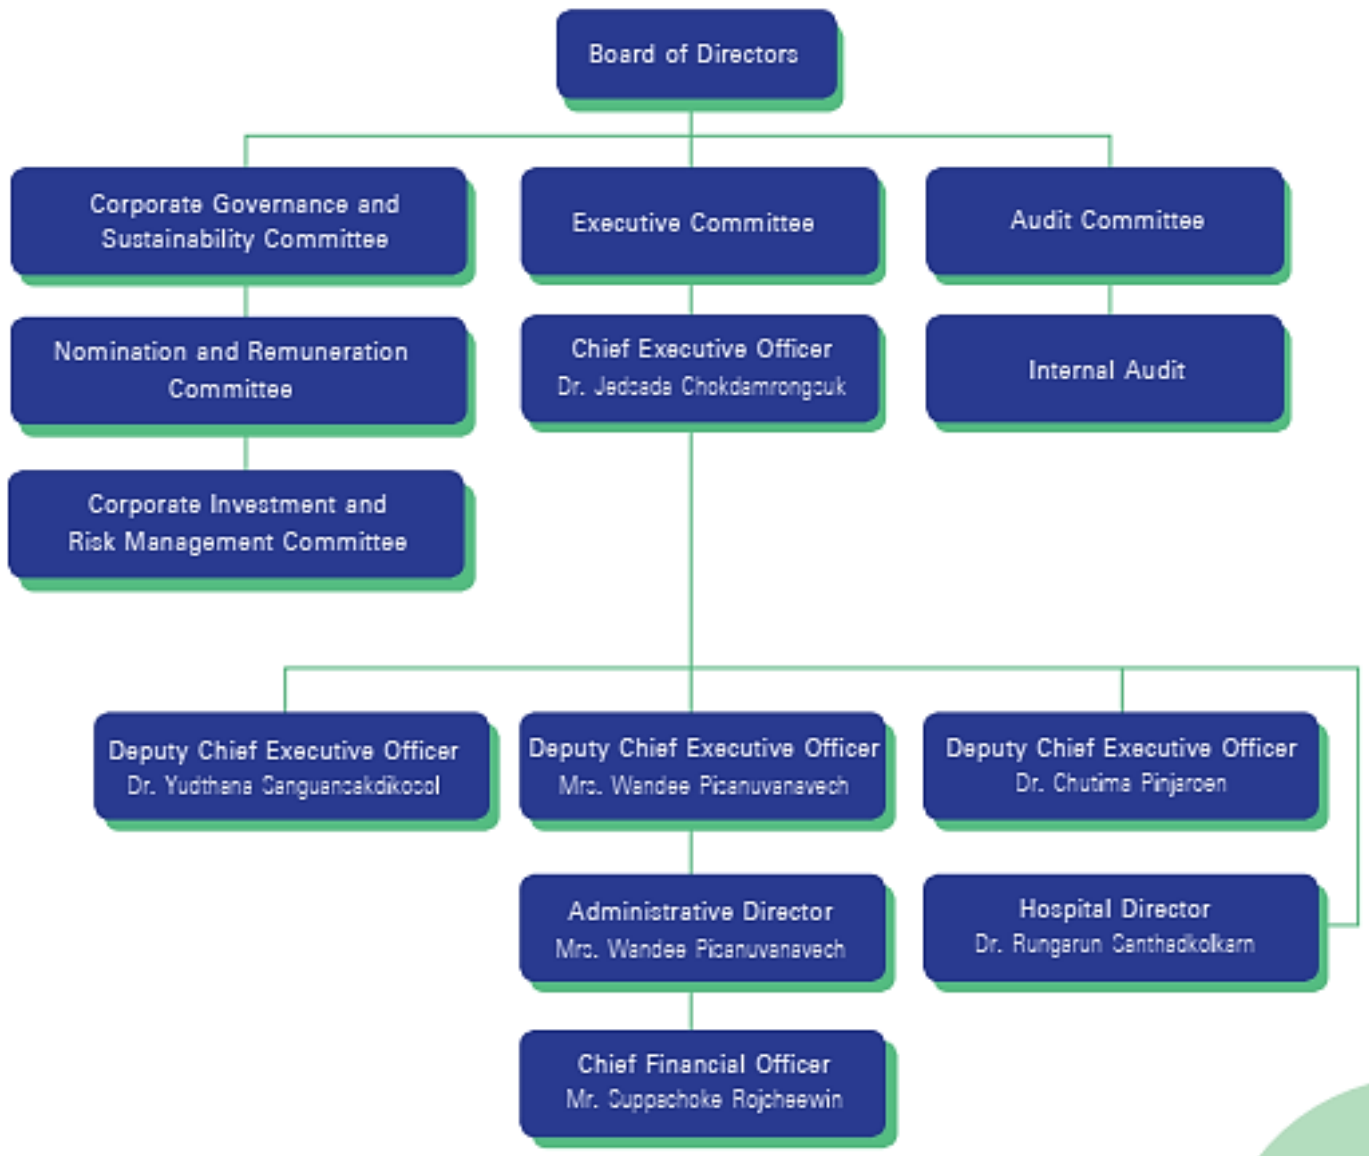 Board of Directors
Corporate Governance and
Sustainability Committee
Executive Committee
Audit Committee
Nomination and Remuneration
Committee
Chief Executive Officer
Dr. Jedsada Chokdamrongsuk
Internal Audit
Corporate Investment and
Risk Management Committee
Deputy Chief Executive Officer
Dr. Yudthana Sanguansakdikosol
Deputy Chief Executive Officer
Mrs. Wandee Pisanuvanavech
Deputy Chief Executive Officer
Dr. Chutima Pinjaroen
Administrative Director
Mrs. Wandee Pisanuvanavech
Hospital Director
Dr. Rungarun Santhadkolkarn
Chief Financial Officer
Mr. Suppachoke Rojcheewin